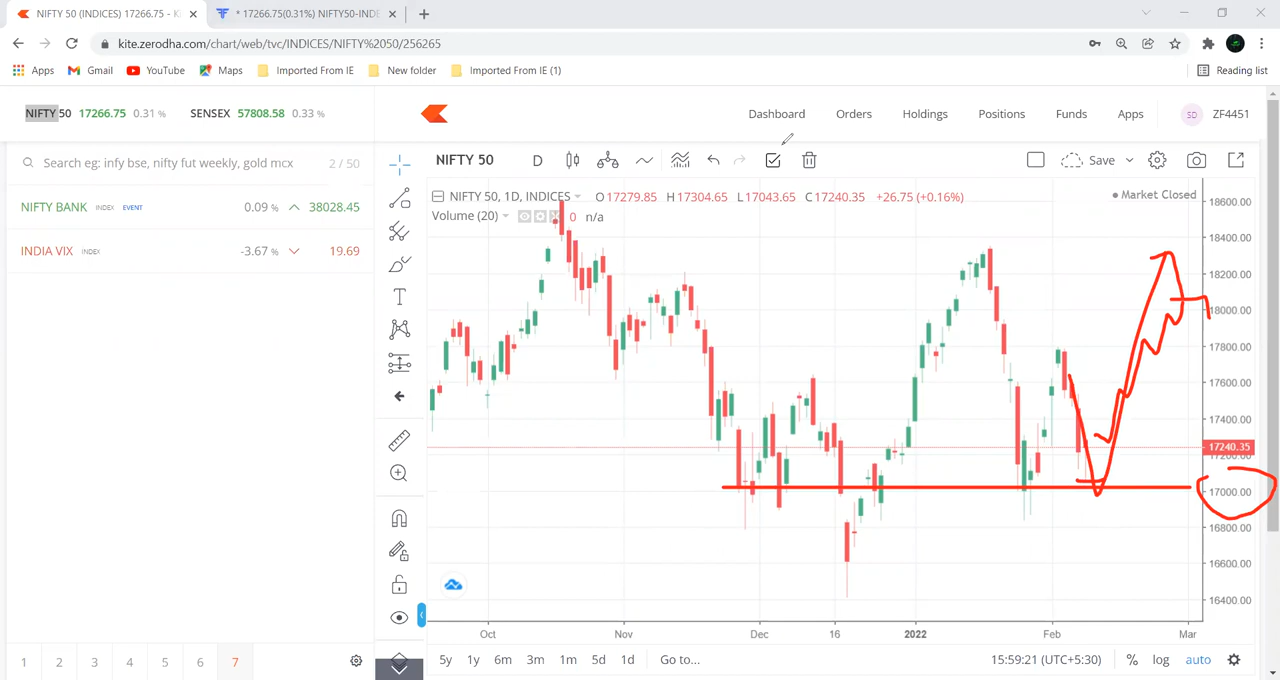 NIFTY 50 (INDICES) 17266.75 - K
* 17266.75(0.31%) NIFTY50-INDE
kite.zerodha.com/chart/web/tvc/INDICES/NIFTY%2050/256265
Apps Gmail YouTube Maps Imported From IE New folder Imported From IE (1) Reading list
NIFTY 50 17266.75 0.31 % SENSEX 57808.58 0.33 %
Dashboard Orders Holdings Positions Funds Apps SD ZF4451
Search eg: infy bse, nifty fut weekly, gold mcx 2 / 50
NIFTY 50 D Save
NIFTY BANK INDEX EVENT 0.09 % 38028.45
INDIA VIX INDEX -3.67 % 19.69
NIFTY 50, 1D, INDICES O17279.85 H17304.65 L17043.65 C17240.35 +26.75 (+0.16%)
Market Closed
Volume (20) 0 n/a
18600.00
18400.00
18200.00
18000.00
17800.00
17600.00
17400.00
17240.35
17200.00
17000.00
16800.00
16600.00
16400.00
Oct Nov Dec 16 2022 Feb Mar
5y 1y 6m 3m 1m 5d 1d Go to... 15:59:21 (UTC+5:30) % log auto
1 2 3 4 5 6 7